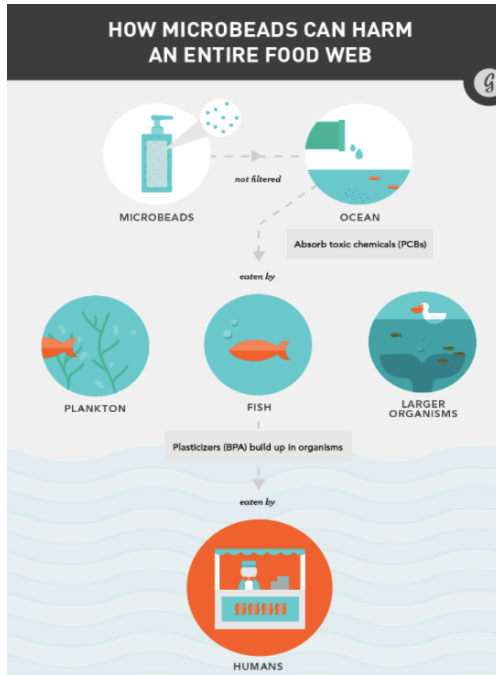 HOW MICROBEADS CAN HARM
AN ENTIRE FOOD WEB
G
not filtered
MICROBEADS
OCEAN
Absorb toxic chemicals (PCBs)
eaten by
PLANKTON
FISH
LARGER
ORGANISMS
Plasticizers (BPA) build up in organisms
eaten by
HUMANS